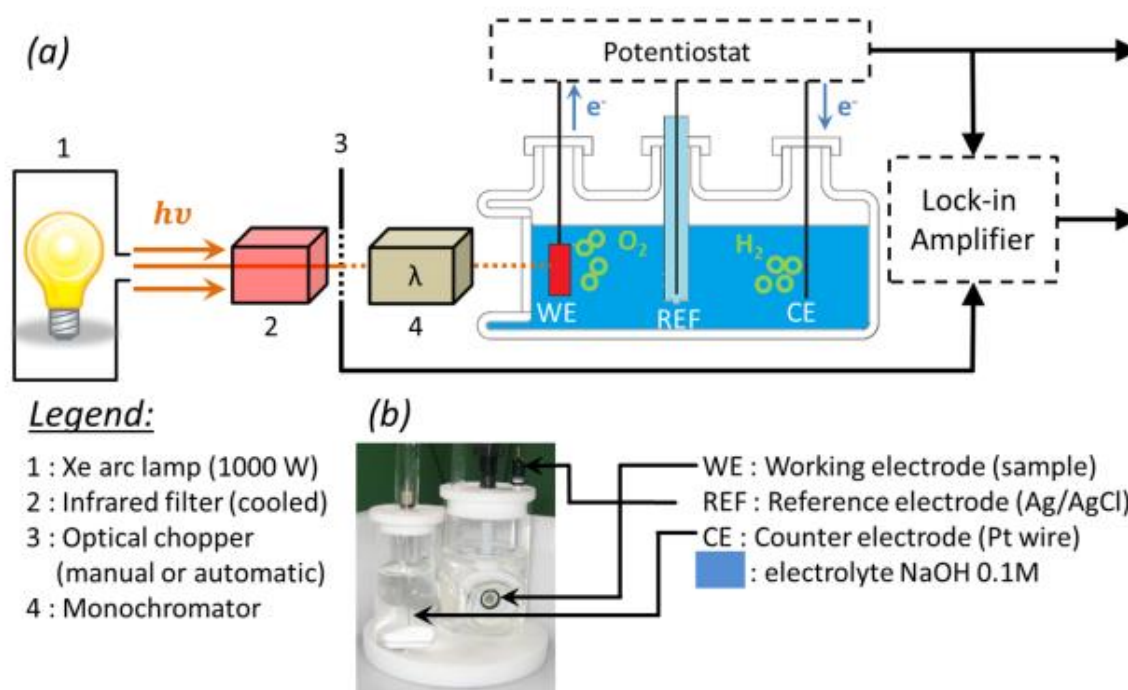 (a)
Potentiostat
e⁻
e⁻
1
3
hν
Lock-in
Amplifier
λ
O₂
H₂
2
4
WE
REF
CE
Legend:
1 : Xe arc lamp (1000 W)
2 : Infrared filter (cooled)
3 : Optical chopper
(manual or automatic)
4 : Monochromator
(b)
WE : Working electrode (sample)
REF : Reference electrode (Ag/AgCl)
CE : Counter electrode (Pt wire)
: electrolyte NaOH 0.1M